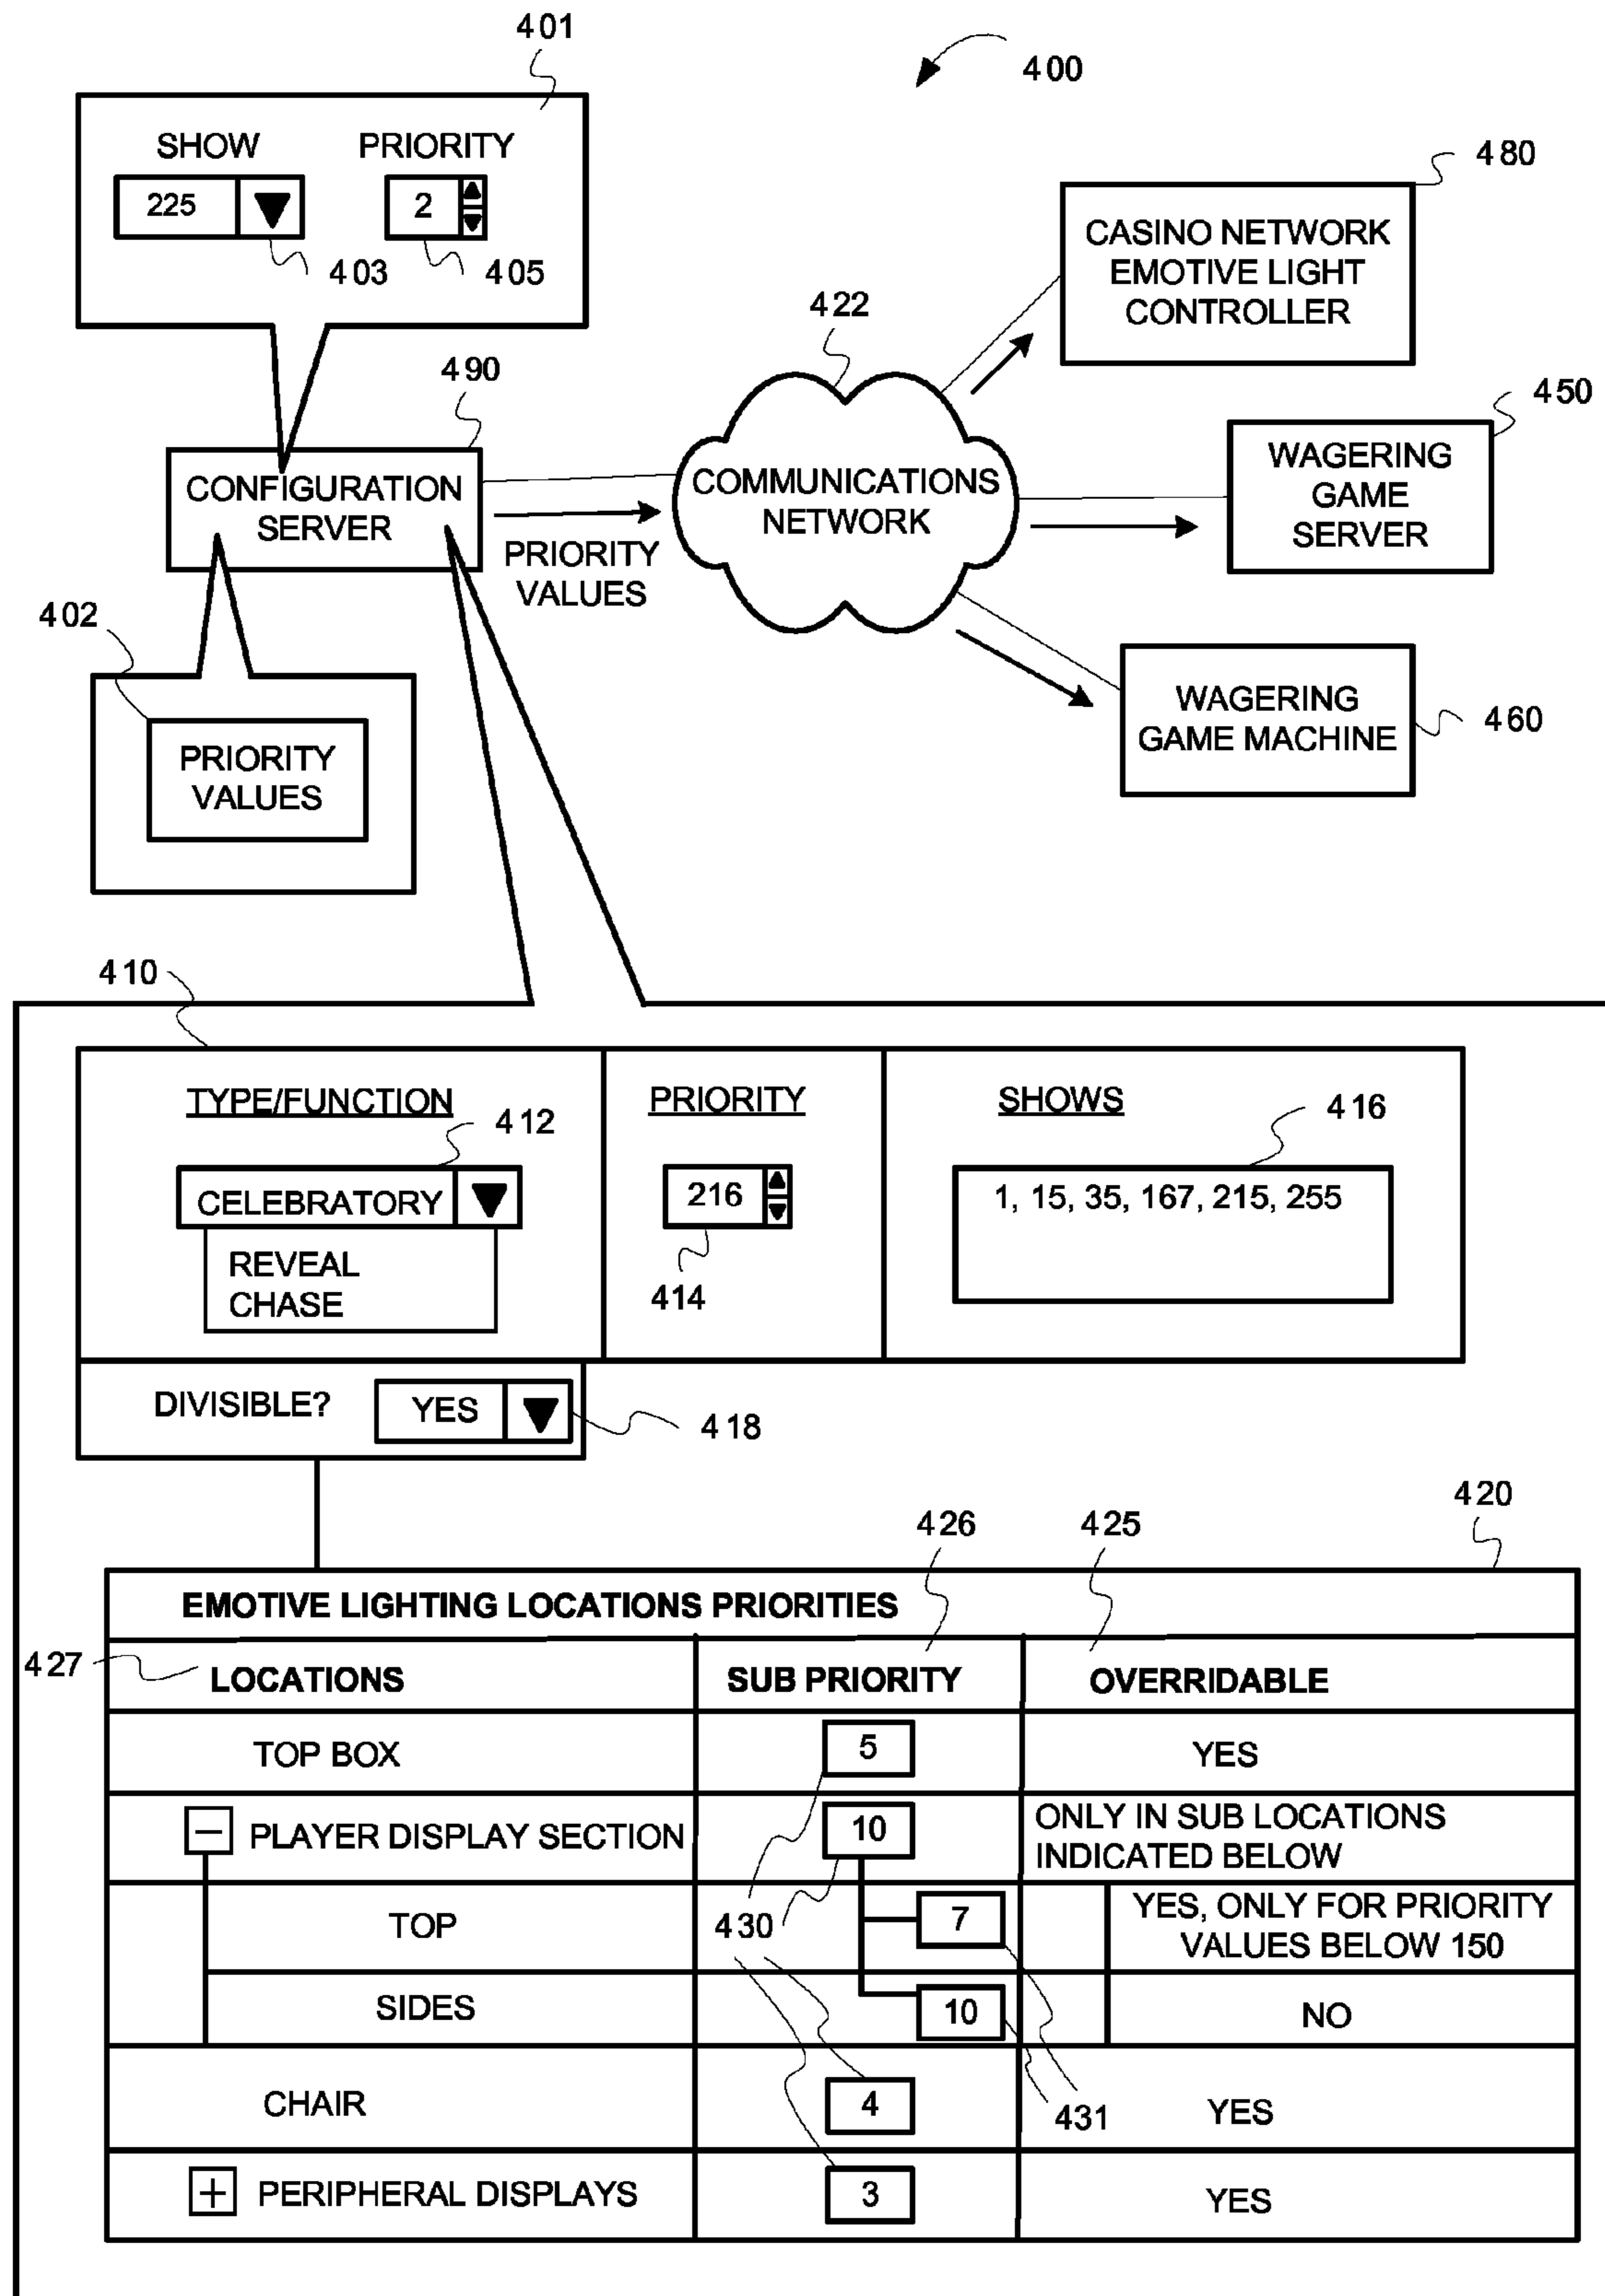 401
400
SHOW PRIORITY
225 2
403 405
480
CASINO NETWORK
EMOTIVE LIGHT
CONTROLLER
422
490
450
CONFIGURATION
SERVER
COMMUNICATIONS
NETWORK
WAGERING
GAME
SERVER
PRIORITY
VALUES
402
PRIORITY
VALUES
WAGERING
GAME MACHINE
460
410
TYPE/FUNCTION PRIORITY SHOWS
412 416
CELEBRATORY 216 1, 15, 35, 167, 215, 255
REVEAL
CHASE
414
DIVISIBLE? YES 418
420
426 425
EMOTIVE LIGHTING LOCATIONS PRIORITIES
427 LOCATIONS SUB PRIORITY OVERRIDABLE
TOP BOX 5 YES
− PLAYER DISPLAY SECTION 10 ONLY IN SUB LOCATIONS
INDICATED BELOW
TOP 430 7 YES, ONLY FOR PRIORITY
VALUES BELOW 150
SIDES 10 NO
CHAIR 4 431 YES
+ PERIPHERAL DISPLAYS 3 YES